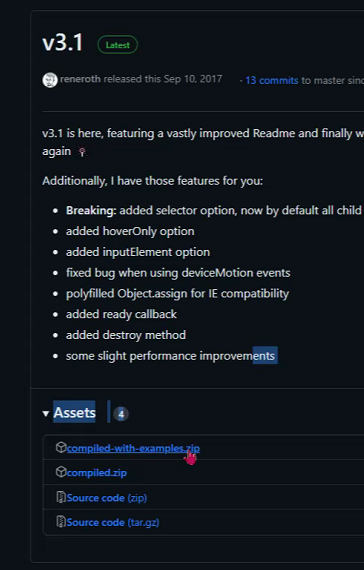 v3.1 Latest
reneroth released this Sep 10, 2017 · 13 commits to master sinc
v3.1 is here, featuring a vastly improved Readme and finally w
again
Additionally, I have those features for you:
• Breaking: added selector option, now by default all child
• added hoverOnly option
• added inputElement option
• fixed bug when using deviceMotion events
• polyfilled Object.assign for IE compatibility
• added ready callback
• added destroy method
• some slight performance improvements
Assets 4
compiled-with-examples.zip
compiled.zip
Source code (zip)
Source code (tar.gz)